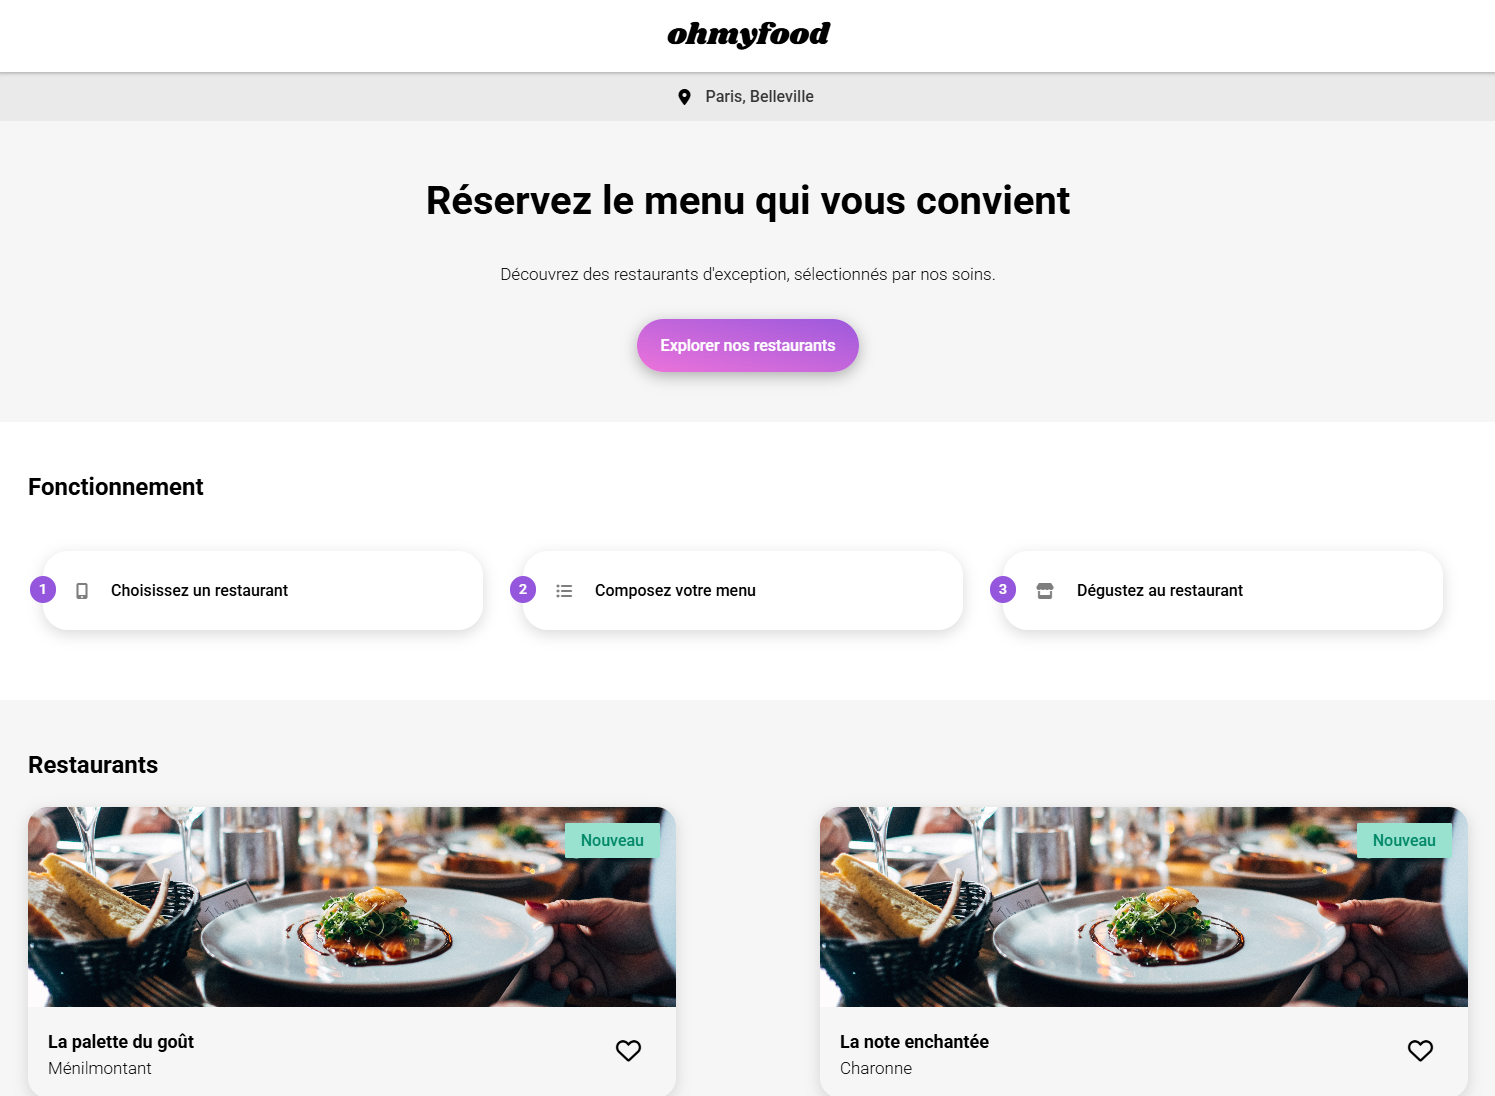 ohmyfood
Paris, Belleville
Réservez le menu qui vous convient
Découvrez des restaurants d'exception, sélectionnés par nos soins.
Explorer nos restaurants
Fonctionnement
1 Choisissez un restaurant
2 Composez votre menu
3 Dégustez au restaurant
Restaurants
Nouveau
Nouveau
La palette du goût
Ménilmontant
La note enchantée
Charonne